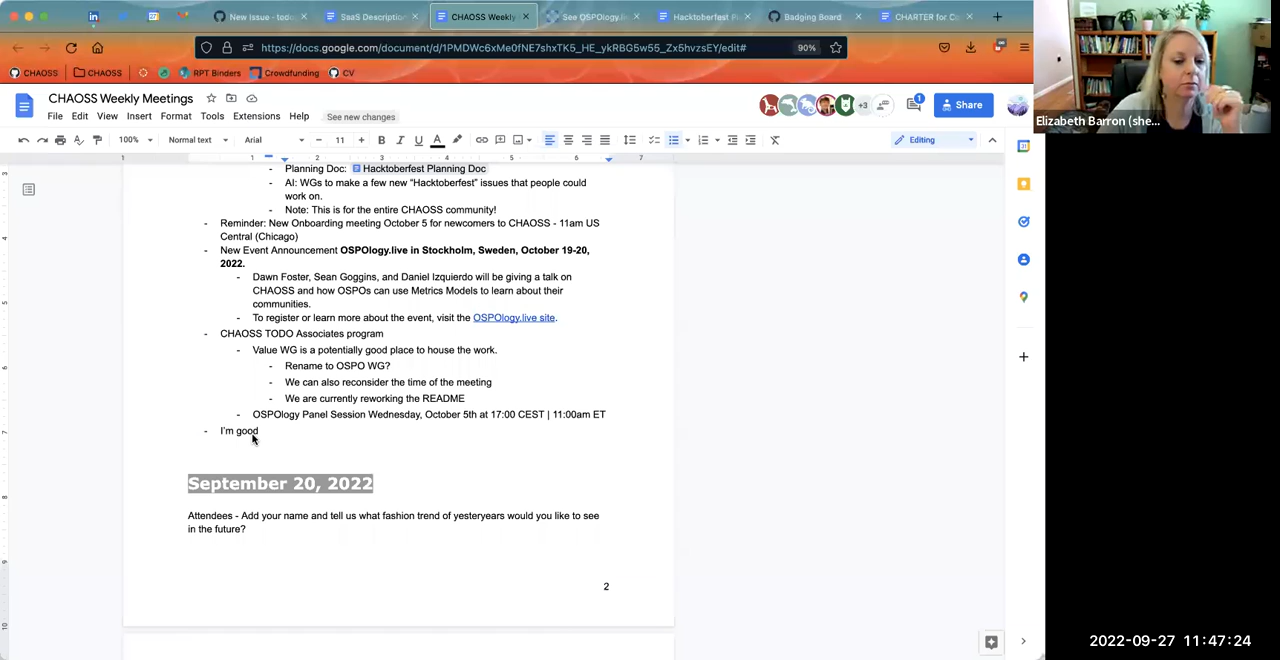 New Issue - todo
SaaS Description
CHAOSS Weekly
See OSPOlogy.l
Hacktoberfest P
Badging Board
CHARTER for C
https://docs.google.com/document/d/1PMDWc6xMe0fNE7shxTK5_HE_ykRBG5w55_Zx5hvzsEY/edit#
90%
CHAOSS
CHAOSS
RPT Binders
Crowdfunding
CV
CHAOSS Weekly Meetings
File Edit View Insert Format Tools Extensions Help
See new changes
+3
1
Share
100%
Normal text
Arial
11
Editing
1 1 2 3 4 5 6 7
- Planning Doc: Hacktoberfest Planning Doc
- AI: WGs to make a few new “Hacktoberfest” issues that people could
work on.
- Note: This is for the entire CHAOSS community!
- Reminder: New Onboarding meeting October 5 for newcomers to CHAOSS - 11am US
Central (Chicago)
- New Event Announcement OSPOlogy.live in Stockholm, Sweden, October 19-20,
2022.
- Dawn Foster, Sean Goggins, and Daniel Izquierdo will be giving a talk on
CHAOSS and how OSPOs can use Metrics Models to learn about their
communities.
- To register or learn more about the event, visit the OSPOlogy.live site.
- CHAOSS TODO Associates program
- Value WG is a potentially good place to house the work.
- Rename to OSPO WG?
- We can also reconsider the time of the meeting
- We are currently reworking the README
- OSPOlogy Panel Session Wednesday, October 5th at 17:00 CEST | 11:00am ET
- I’m good
September 20, 2022
Attendees - Add your name and tell us what fashion trend of yesteryears would you like to see
in the future?
2
Elizabeth Barron (she...
2022-09-27 11:47:24